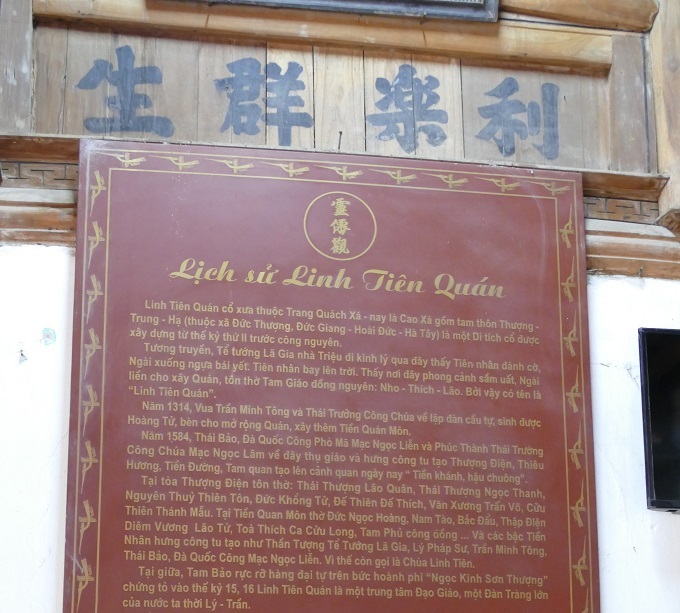 生羣樂利
靈
僊
觀
Lịch sử Linh Tiên Quán
Linh Tiên Quán cổ xưa thuộc Trang Quách Xá - nay là Cao Xá gồm tam thôn Thượng -
Trung - Hạ (thuộc xã Đức Thượng, Đức Giang - Hoài Đức - Hà Tây) là một Di tích cổ được
xây dựng từ thế kỷ thứ II trước công nguyên.
Tương truyền, Tể tướng Lã Gia nhà Triệu đi kinh lý qua đây thấy Tiên nhân đánh cờ,
Ngài xuống ngựa bái yết. Tiên nhân bay lên trời. Thấy nơi đây phong cảnh sầm uất, Ngài
liền cho xây Quán, tôn thờ Tam Giáo đồng nguyên: Nho - Thích - Lão. Bởi vậy có tên là
"Linh Tiên Quán".
Năm 1314, Vua Trần Minh Tông và Thái Trưởng Công Chúa về lập đàn cầu tự, sinh được
Hoàng Tử, bèn cho mở rộng Quán, xây thêm Tiền Quán Môn.
Năm 1584, Thái Bảo, Đà Quốc Công Phò Mã Mạc Ngọc Liễn và Phúc Thành Thái Trưởng
Công Chúa Mạc Ngọc Lâm về đây thụ giáo và hưng công tu tạo Thượng Điện, Thiêu
Hương, Tiền Đường, Tam quan tạo lên cảnh quan ngày nay " Tiền khánh, hậu chuông".
Tại tòa Thượng Điện tôn thờ: Thái Thượng Lão Quân, Thái Thượng Ngọc Thanh,
Nguyên Thuỷ Thiên Tôn, Đức Khổng Tử, Đế Thiên Đế Thích, Văn Xương Trấn Võ, Cửu
Thiên Thánh Mẫu. Tại Tiền Quan Môn thờ Đức Ngọc Hoàng, Nam Tào, Bắc Đẩu, Thập Điện
Diêm Vương Lão Tử, Toà Thích Ca Cửu Long, Tam Phủ công đồng ... Và các bậc Tiền
Nhân hưng công tu tạo như Thần Tượng Tể Tướng Lã Gia, Lý Pháp Sư, Trần Minh Tông,
Thái Bảo, Đà Quốc Công Mạc Ngọc Liễn. Vì thế còn gọi là Chùa Linh Tiên.
Tại giữa, Tam Bảo rực rỡ hàng đại tự trên bức hoành phi "Ngọc Kinh Sơn Thượng"
chứng tỏ vào thế kỷ 15, 16 Linh Tiên Quán là một trung tâm Đạo Giáo, một Đàn Tràng lớn
của nước ta thời Lý - Trần.